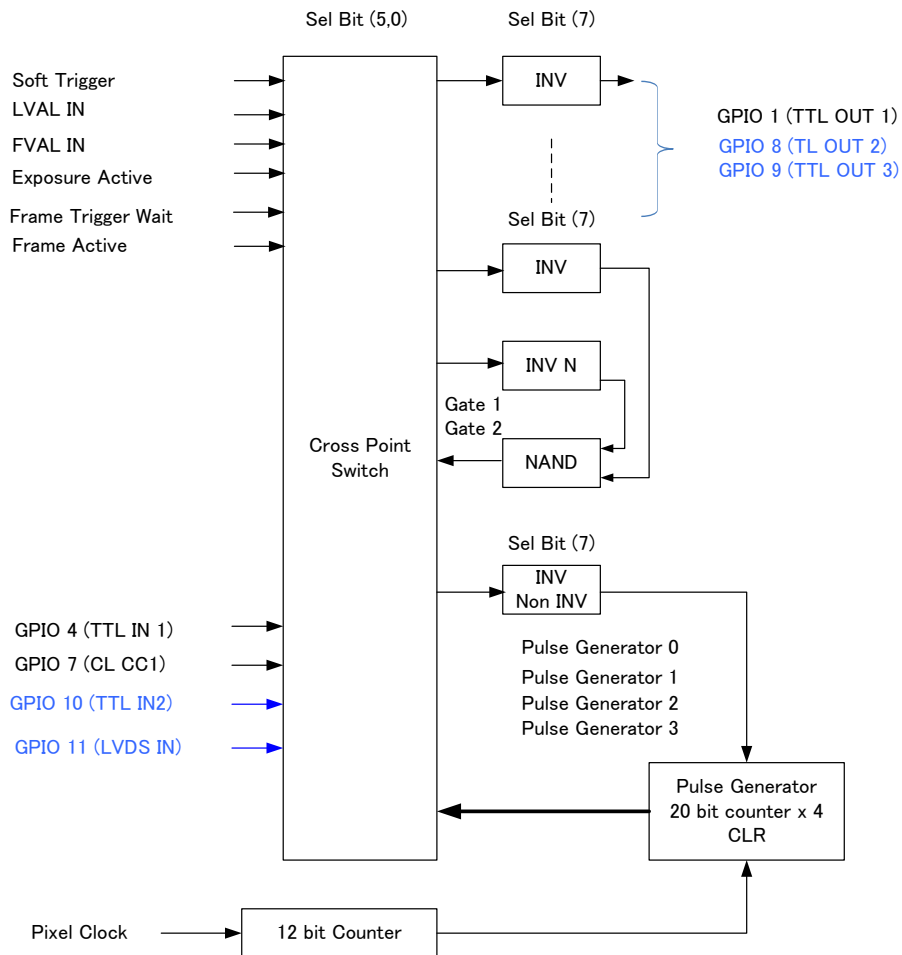 Sel Bit (5,0)
Sel Bit (7)
Soft Trigger
LVAL IN
FVAL IN
Exposure Active
Frame Trigger Wait
Frame Active
INV
GPIO 1 (TTL OUT 1)
GPIO 8 (TL OUT 2)
GPIO 9 (TTL OUT 3)
Sel Bit (7)
INV
INV N
Gate 1
Gate 2
NAND
Cross Point
Switch
Sel Bit (7)
INV
Non INV
GPIO 4 (TTL IN 1)
GPIO 7 (CL CC1)
GPIO 10 (TTL IN2)
GPIO 11 (LVDS IN)
Pulse Generator 0
Pulse Generator 1
Pulse Generator 2
Pulse Generator 3
Pulse Generator
20 bit counter x 4
CLR
Pixel Clock
12 bit Counter